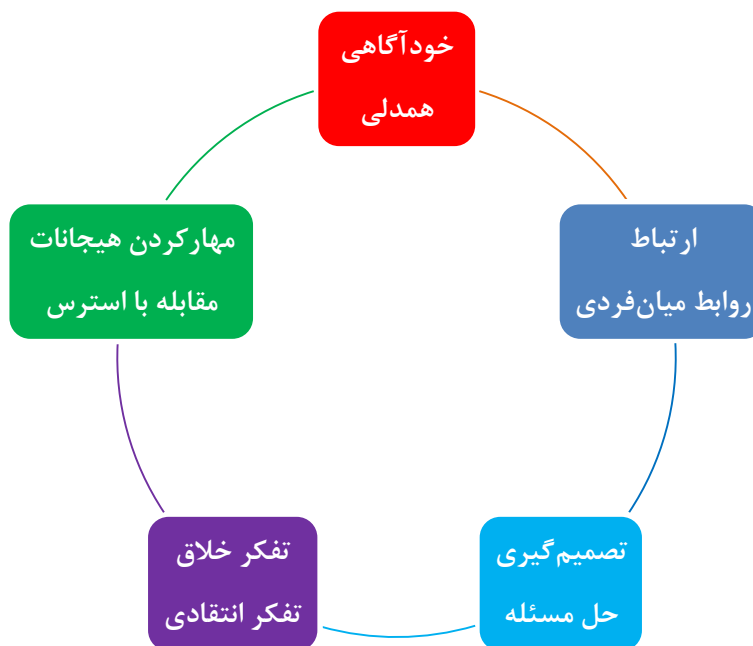 خودآگاهی
همدلی
ارتباط
روابط میان‌فردی
تصمیم‌گیری
حل مسئله
تفکر خلاق
تفکر انتقادی
مهارکردن هیجانات
مقابله با استرس